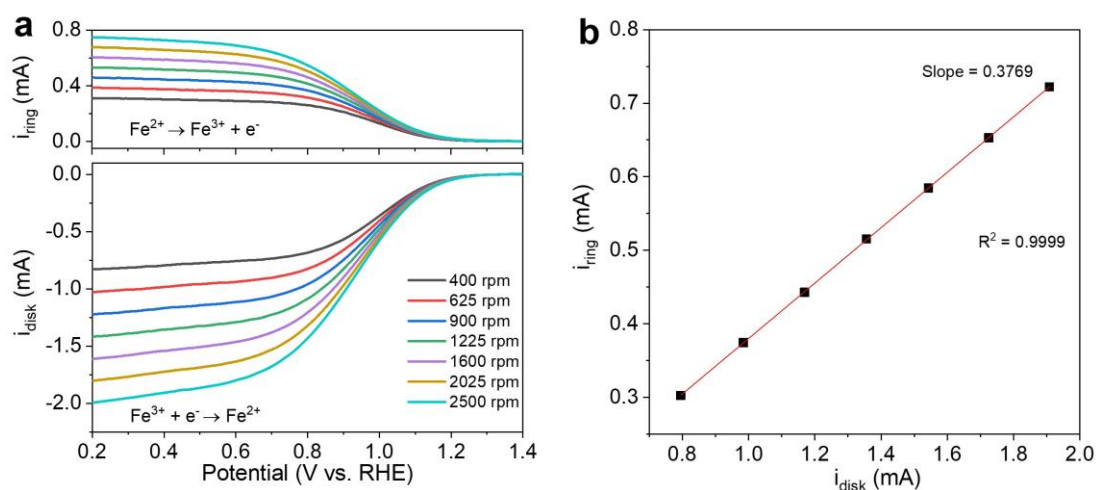 a
0.8
0.4
0.0
i_ring (mA)
Fe²⁺ → Fe³⁺ + e⁻
0.0
-0.5
-1.0
-1.5
-2.0
i_disk (mA)
400 rpm
625 rpm
900 rpm
1225 rpm
1600 rpm
2025 rpm
2500 rpm
Fe³⁺ + e⁻ → Fe²⁺
0.2 0.4 0.6 0.8 1.0 1.2 1.4
Potential (V vs. RHE)
b
0.8
0.7
0.6
0.5
0.4
0.3
i_ring (mA)
Slope = 0.3769
R² = 0.9999
0.8 1.0 1.2 1.4 1.6 1.8 2.0
i_disk (mA)